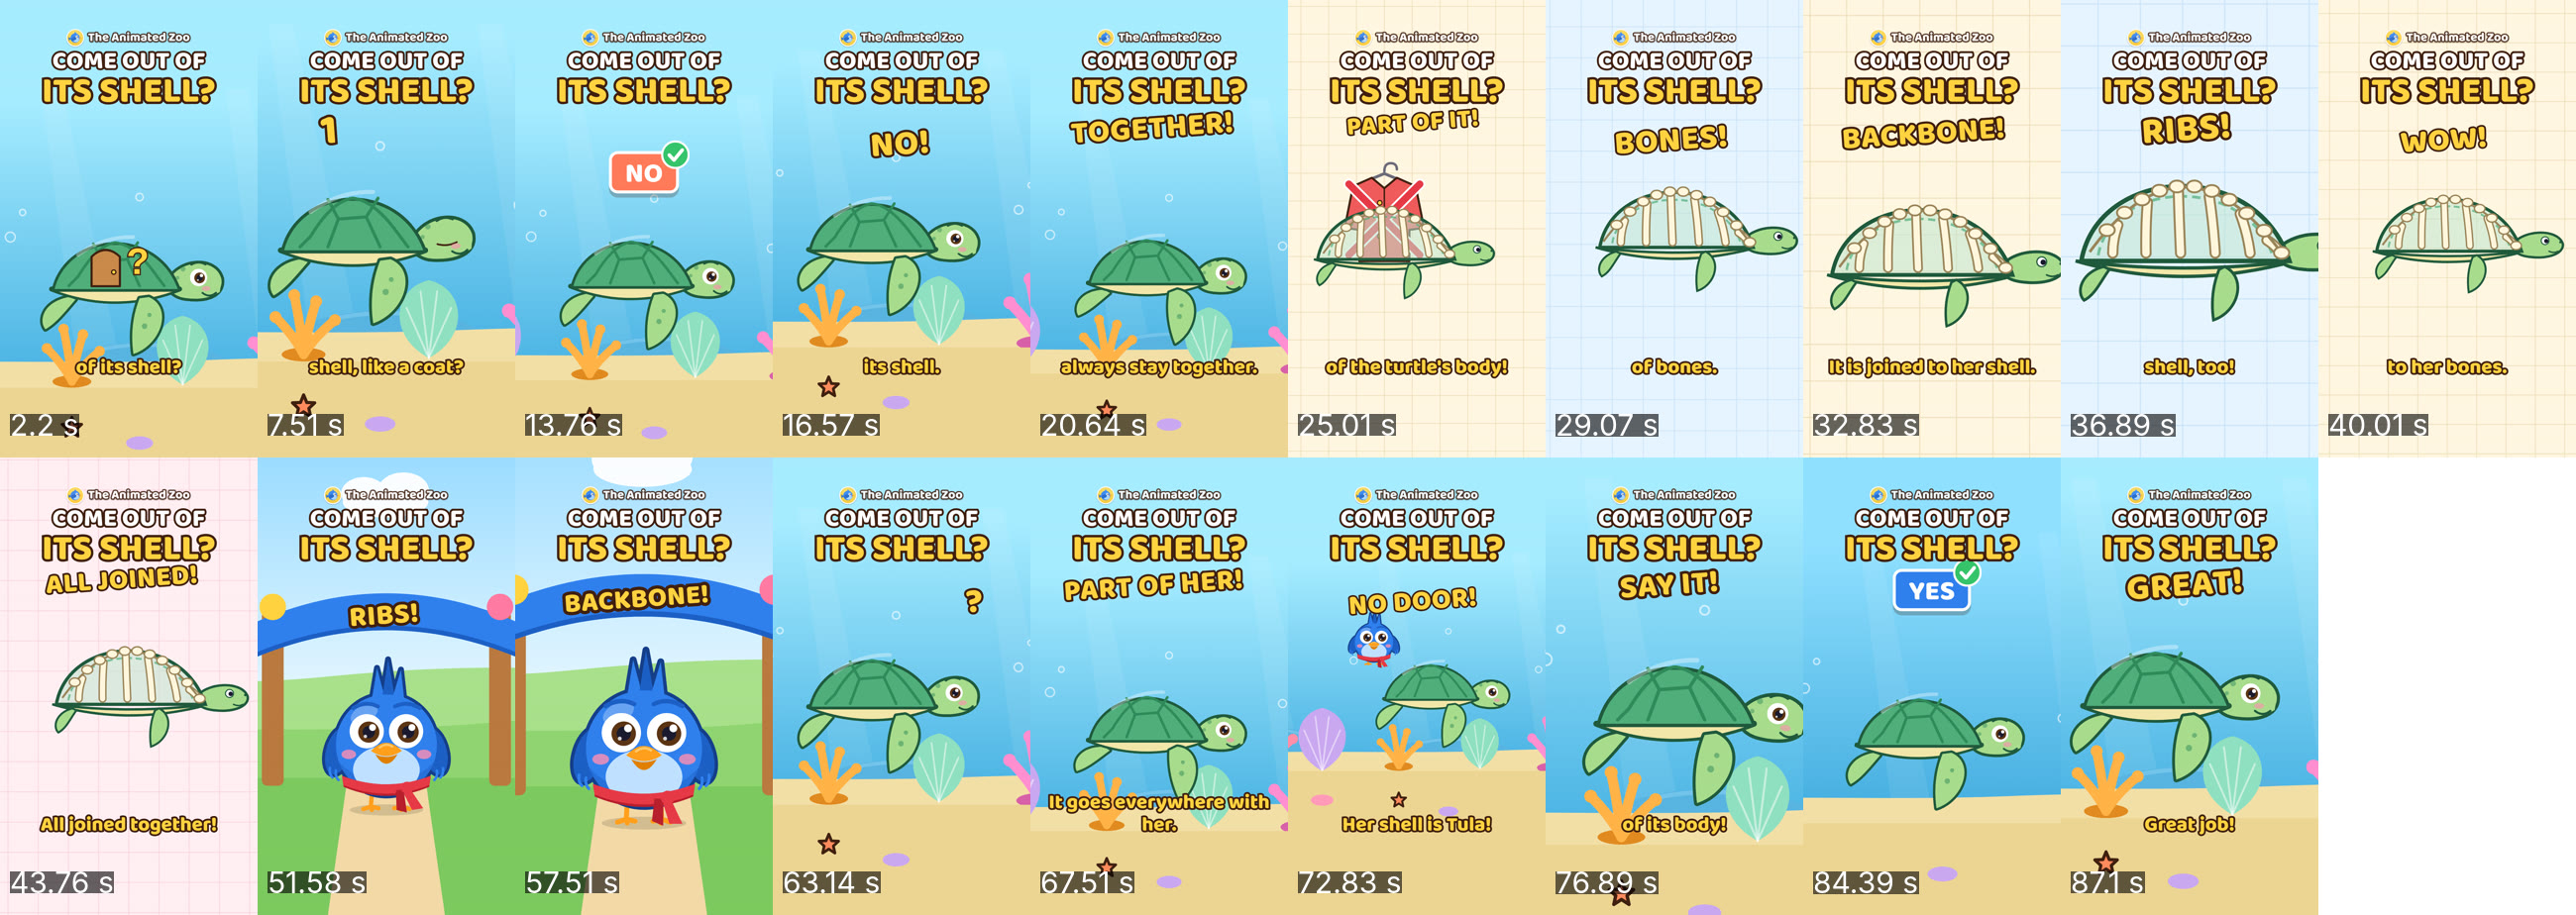 The Animated Zoo
COME OUT OF
ITS SHELL?
?
of its shell?
2.2 s
The Animated Zoo
COME OUT OF
ITS SHELL?
1
shell, like a coat?
7.51 s
The Animated Zoo
COME OUT OF
ITS SHELL?
NO
13.76 s
The Animated Zoo
COME OUT OF
ITS SHELL?
NO!
its shell.
16.57 s
The Animated Zoo
COME OUT OF
ITS SHELL?
TOGETHER!
always stay together.
20.64 s
The Animated Zoo
COME OUT OF
ITS SHELL?
PART OF IT!
of the turtle's body!
25.01 s
The Animated Zoo
COME OUT OF
ITS SHELL?
BONES!
of bones.
29.07 s
The Animated Zoo
COME OUT OF
ITS SHELL?
BACKBONE!
It is joined to her shell.
32.83 s
The Animated Zoo
COME OUT OF
ITS SHELL?
RIBS!
shell, too!
36.89 s
The Animated Zoo
COME OUT OF
ITS SHELL?
WOW!
to her bones.
40.01 s
The Animated Zoo
COME OUT OF
ITS SHELL?
ALL JOINED!
All joined together!
43.76 s
The Animated Zoo
COME OUT OF
ITS SHELL?
RIBS!
51.58 s
The Animated Zoo
COME OUT OF
ITS SHELL?
BACKBONE!
57.51 s
The Animated Zoo
COME OUT OF
ITS SHELL?
?
63.14 s
The Animated Zoo
COME OUT OF
ITS SHELL?
PART OF HER!
It goes everywhere with
her.
67.51 s
The Animated Zoo
COME OUT OF
ITS SHELL?
NO DOOR!
Her shell is Tula!
72.83 s
The Animated Zoo
COME OUT OF
ITS SHELL?
SAY IT!
of its body!
76.89 s
The Animated Zoo
COME OUT OF
ITS SHELL?
YES
84.39 s
The Animated Zoo
COME OUT OF
ITS SHELL?
GREAT!
Great job!
87.1 s